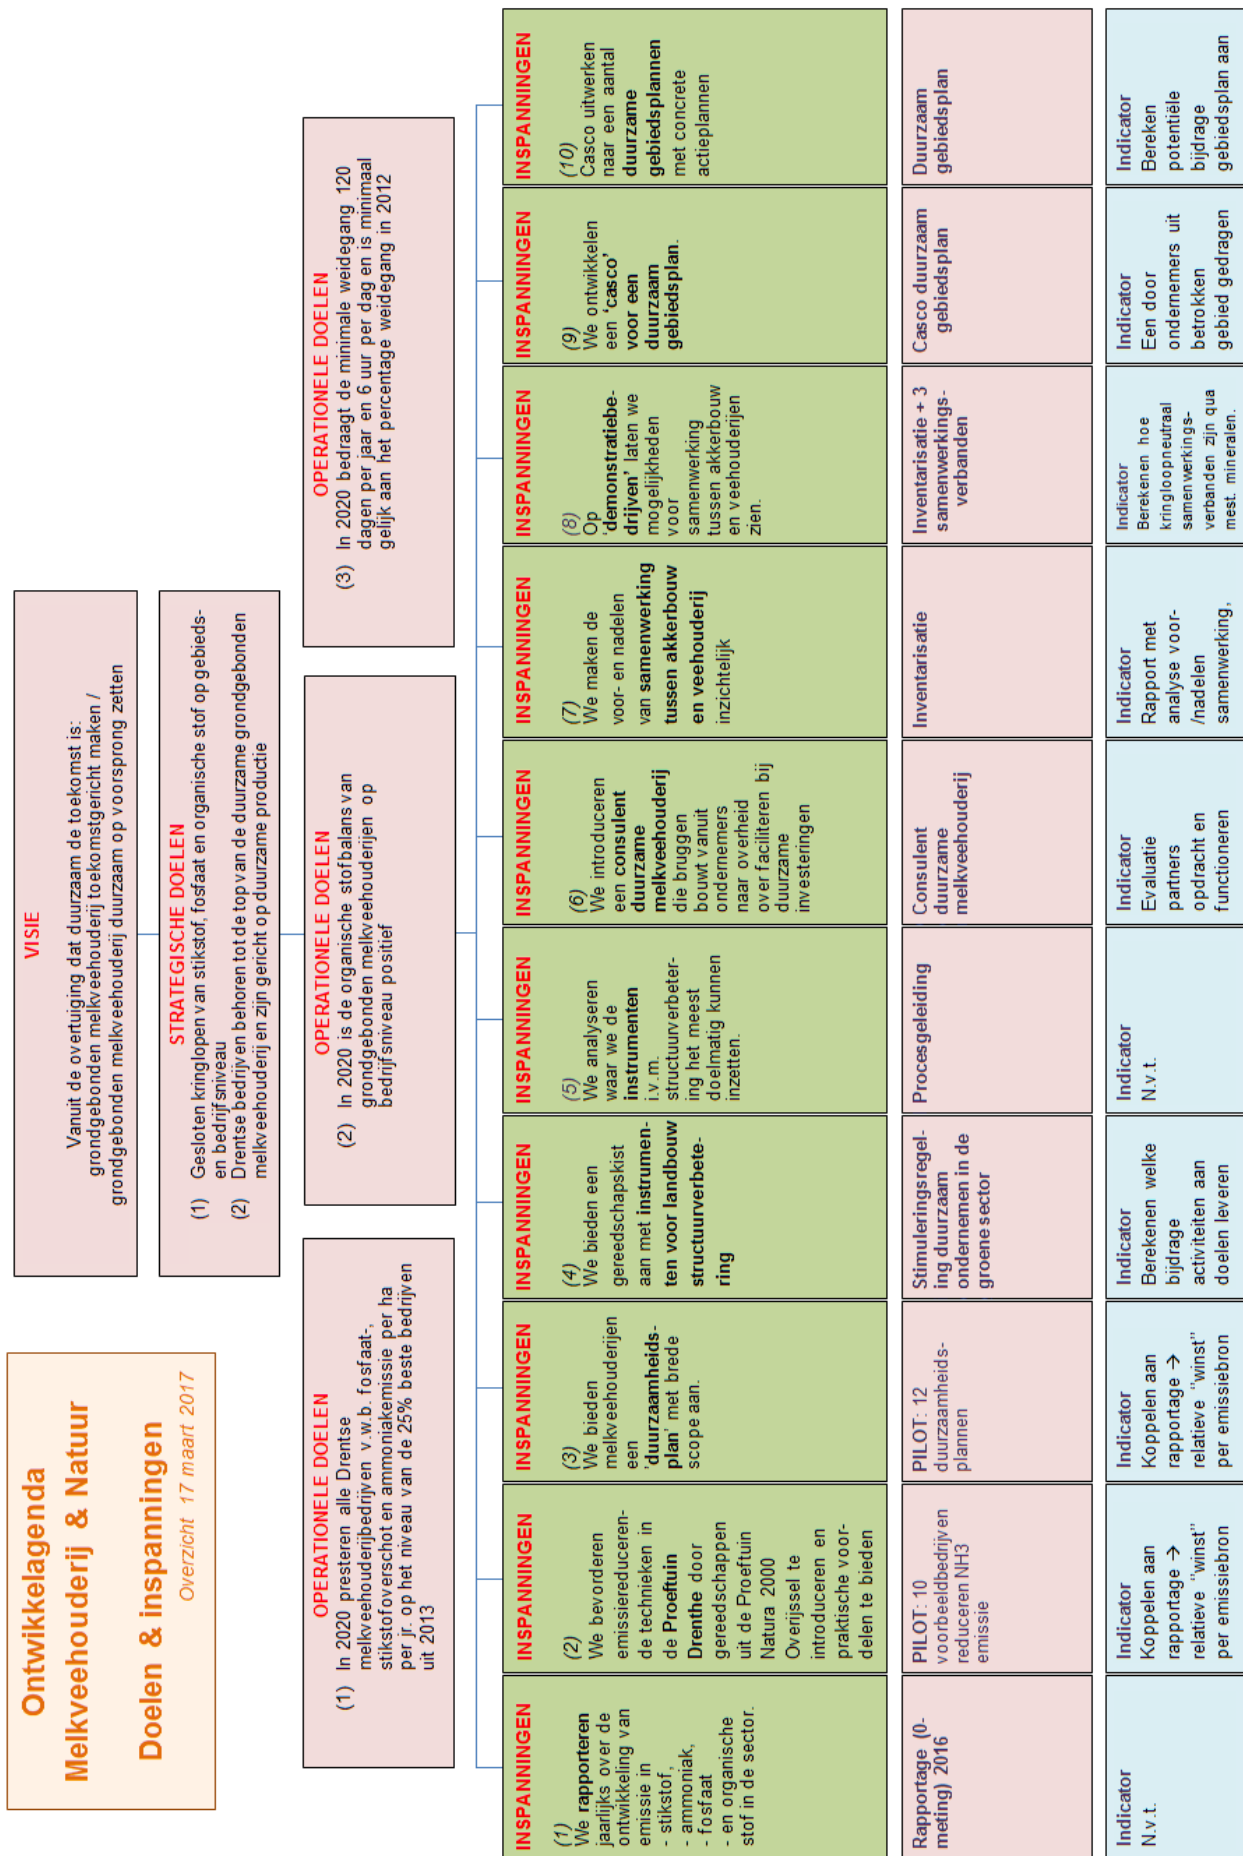 Ontwikkelagenda
Melkveehouderij & Natuur
Doelen & inspanningen
Overzicht 17 maart 2017
VISIE
Vanuit de overtuiging dat duurzaam de toekomst is:
grondgebonden melkveehouderij toekomstgericht maken /
grondgebonden melkveehouderij duurzaam op voorsprong zetten
STRATEGISCHE DOELEN
(1) Gesloten kringlopen van stikstof, fosfaat en organische stof op gebieds-
en bedrijfsniveau
(2) Drentse bedrijven behoren tot de top van de duurzame grondgebonden
melkveehouderij en zijn gericht op duurzame productie
OPERATIONELE DOELEN
(1) In 2020 presteren alle Drentse
melkveehouderijbedrijven v.w.b. fosfaat-,
stikstofoverschot en ammoniakemissie per ha
per jr. op het niveau van de 25% beste bedrijven
uit 2013
OPERATIONELE DOELEN
(2) In 2020 is de organische stofbalans van
grondgebonden melkveehouderijen op
bedrijfsniveau positief
OPERATIONELE DOELEN
(3) In 2020 bedraagt de minimale weidegang 120
dagen per jaar en 6 uur per dag en is minimaal
gelijk aan het percentage weidegang in 2012
INSPANNINGEN
(1)
We rapporteren
jaarlijks over de
ontwikkeling van
emissie in
- stikstof,
- ammoniak,
- fosfaat
- en organische
stof in de sector.
INSPANNINGEN
(2)
We bevorderen
emissiereduceren-
de technieken in
de Proeftuin
Drenthe door
gereedschappen
uit de Proeftuin
Natura 2000
Overijssel te
introduceren en
praktische voor-
delen te bieden
INSPANNINGEN
(3)
We bieden
melkveehouderijen
een
'duurzaamheids-
plan' met brede
scope aan.
INSPANNINGEN
(4)
We bieden een
gereedschapskist
aan met instrumen-
ten voor landbouw
structuurverbete-
ring
INSPANNINGEN
(5)
We analyseren
waar we de
instrumenten
i.v.m.
structuurverbeter-
ing het meest
doelmatig kunnen
inzetten.
INSPANNINGEN
(6)
We introduceren
een consulent
duurzame
melkveehouderij
die bruggen
bouwt vanuit
ondernemers
naar overheid
over faciliteren bij
duurzame
investeringen
INSPANNINGEN
(7)
We maken de
voor- en nadelen
van samenwerking
tussen akkerbouw
en veehouderij
inzichtelijk
INSPANNINGEN
(8)
Op
'demonstratiebe-
drijven' laten we
mogelijkheden
voor
samenwerking
tussen akkerbouw
en veehouderijen
zien.
INSPANNINGEN
(9)
We ontwikkelen
een 'casco'
voor een
duurzaam
gebiedsplan.
INSPANNINGEN
(10)
Casco uitwerken
naar een aantal
duurzame
gebiedsplannen
met concrete
actieplannen
Rapportage (0-
meting) 2016
PILOT: 10
voorbeeldbedrijven
reduceren NH3
emissie
PILOT: 12
duurzaamheids-
plannen
Stimuleringsregel-
ing duurzaam
ondernemen in de
groene sector
Procesgeleiding
Consulent
duurzame
melkveehouderij
Inventarisatie
Inventarisatie + 3
samenwerkings-
verbanden
Casco duurzaam
gebiedsplan
Duurzaam
gebiedsplan
Indicator
N.v.t.
Indicator
Koppelen aan
rapportage →
relatieve "winst"
per emissiebron
Indicator
Koppelen aan
rapportage →
relatieve "winst"
per emissiebron
Indicator
Berekenen welke
bijdrage
activiteiten aan
doelen leveren
Indicator
N.v.t.
Indicator
Evaluatie
partners
opdracht en
functioneren
Indicator
Rapport met
analyse voor-
/nadelen
samenwerking,
Indicator
Berekenen hoe
kringloopneutraal
samenwerkings-
verbanden zijn qua
mest. mineralen.
Indicator
Een door
ondernemers uit
betrokken
gebied gedragen
Indicator
Bereken
potentiële
bijdrage
gebiedsplan aan